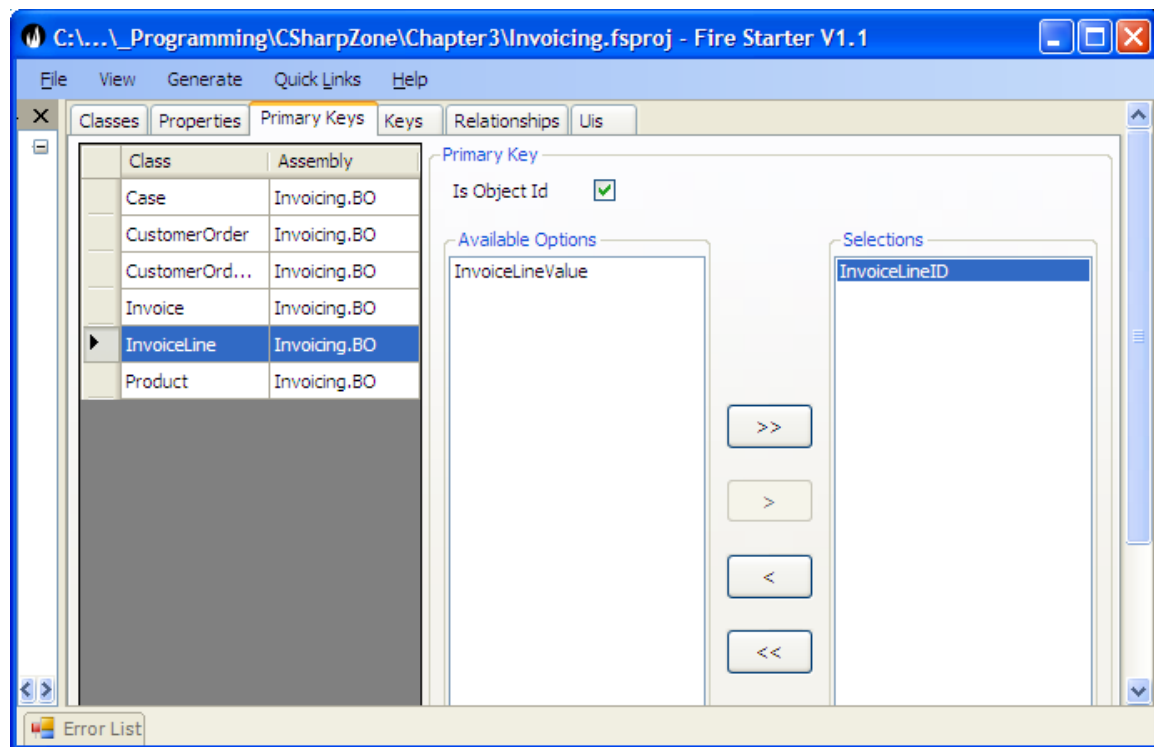 C:\...\_Programming\CSharpZone\Chapter3\Invoicing.fsproj - Fire Starter V1.1
File View Generate Quick Links Help
Classes Properties Primary Keys Keys Relationships Uis
Class Assembly
Case Invoicing.BO
CustomerOrder Invoicing.BO
CustomerOrd... Invoicing.BO
Invoice Invoicing.BO
InvoiceLine Invoicing.BO
Product Invoicing.BO
Primary Key
Is Object Id
Available Options
InvoiceLineValue
>>
>
<
<<
Selections
InvoiceLineID
Error List